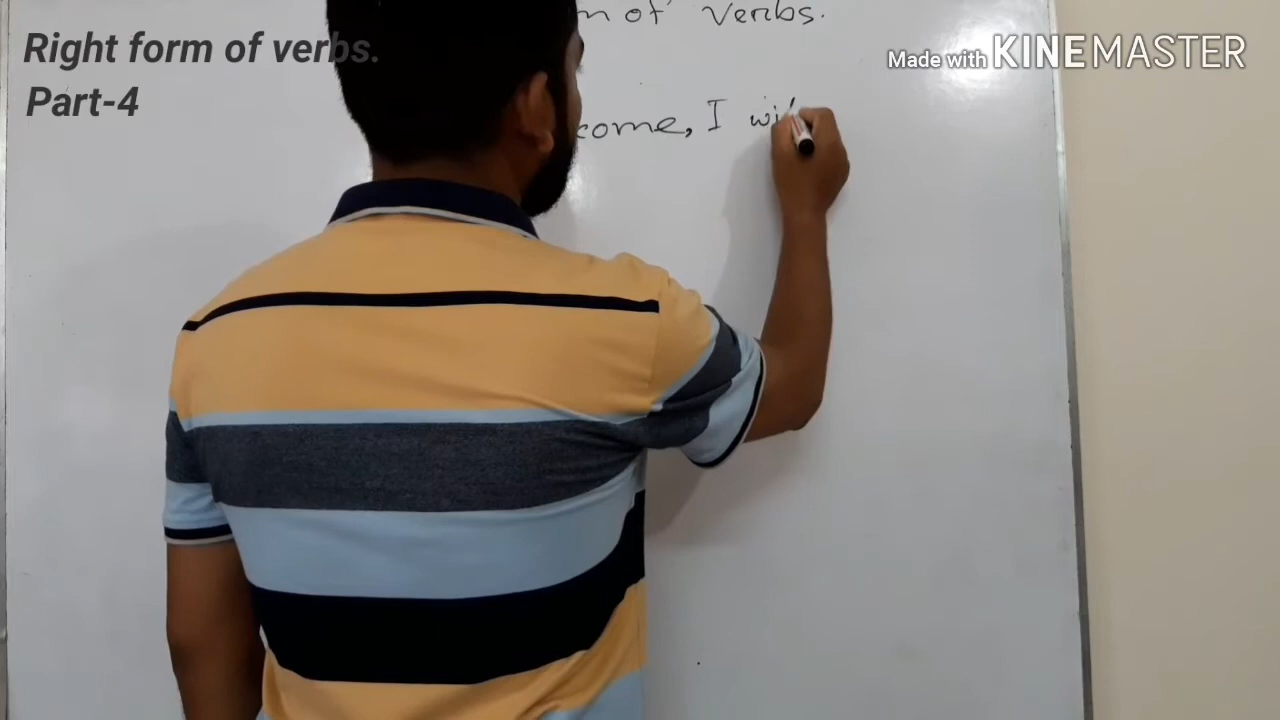 Right form of verbs.
Part-4
Made with KINEMASTER
of verbs.
come, I